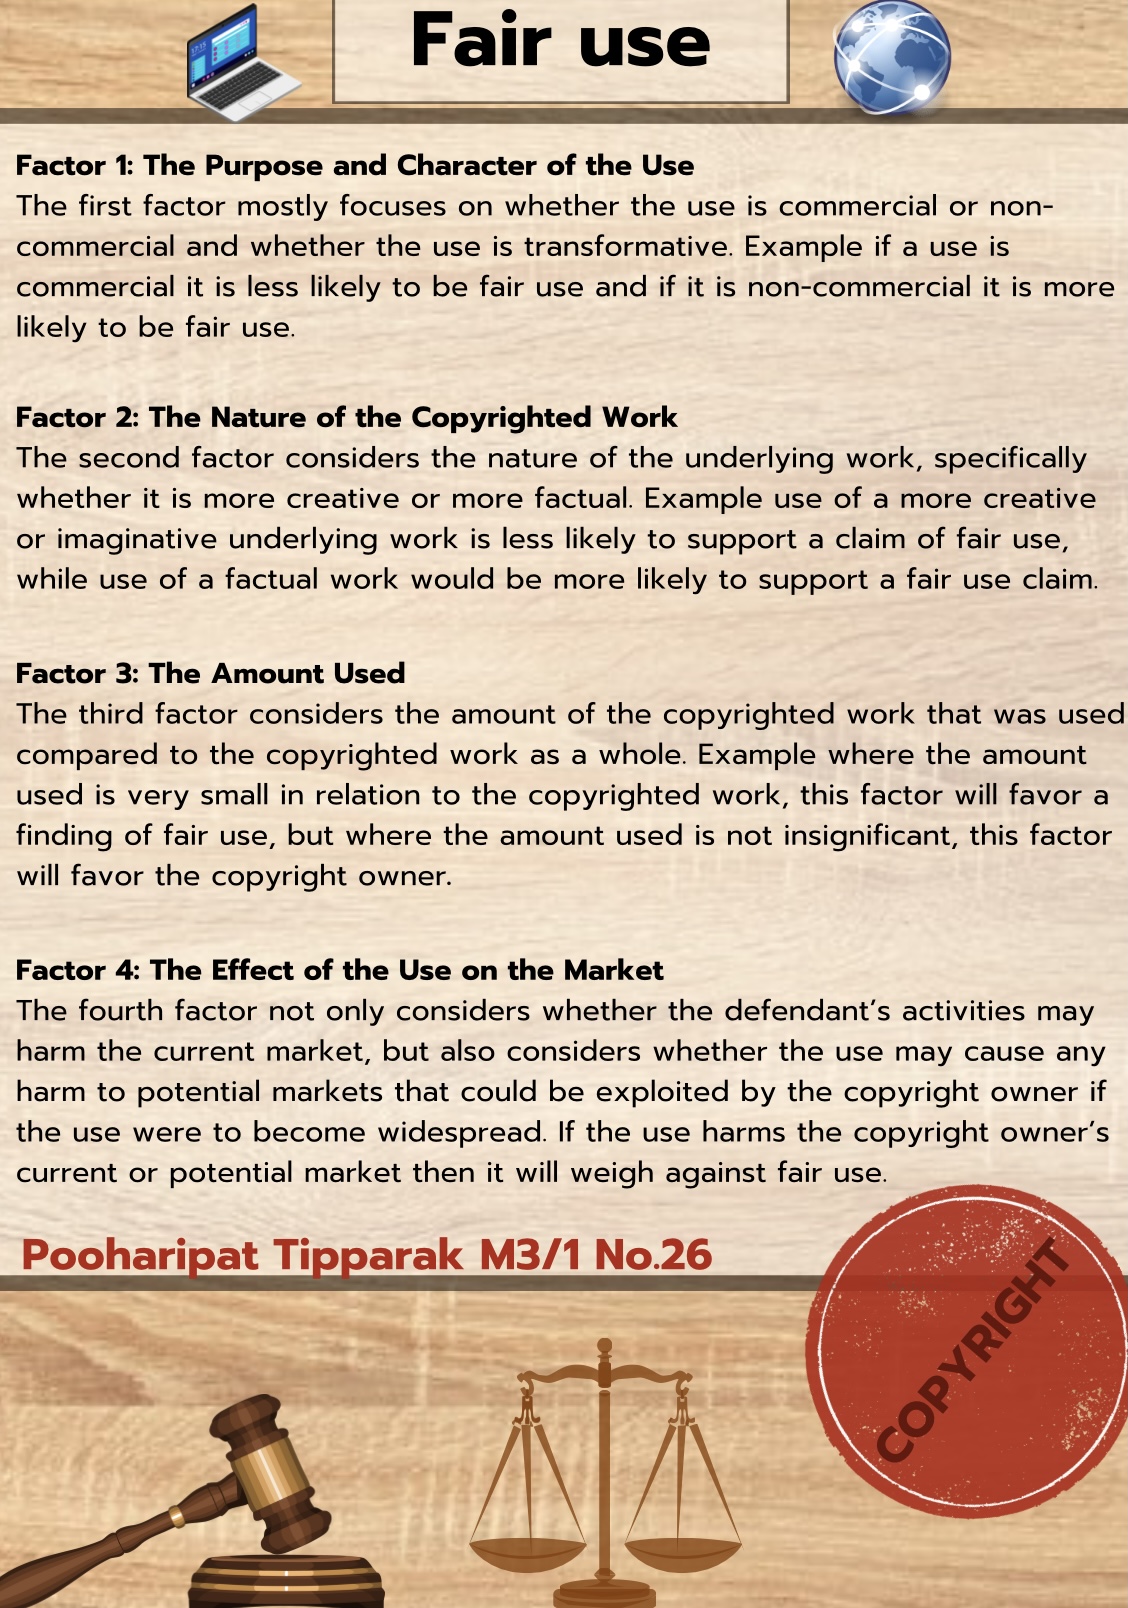 Fair use
Factor 1: The Purpose and Character of the Use
The first factor mostly focuses on whether the use is commercial or non-
commercial and whether the use is transformative. Example if a use is
commercial it is less likely to be fair use and if it is non-commercial it is more
likely to be fair use.
Factor 2: The Nature of the Copyrighted Work
The second factor considers the nature of the underlying work, specifically
whether it is more creative or more factual. Example use of a more creative
or imaginative underlying work is less likely to support a claim of fair use,
while use of a factual work would be more likely to support a fair use claim.
Factor 3: The Amount Used
The third factor considers the amount of the copyrighted work that was used
compared to the copyrighted work as a whole. Example where the amount
used is very small in relation to the copyrighted work, this factor will favor a
finding of fair use, but where the amount used is not insignificant, this factor
will favor the copyright owner.
Factor 4: The Effect of the Use on the Market
The fourth factor not only considers whether the defendant’s activities may
harm the current market, but also considers whether the use may cause any
harm to potential markets that could be exploited by the copyright owner if
the use were to become widespread. If the use harms the copyright owner’s
current or potential market then it will weigh against fair use.
Pooharipat Tipparak M3/1 No.26
COPYRIGHT